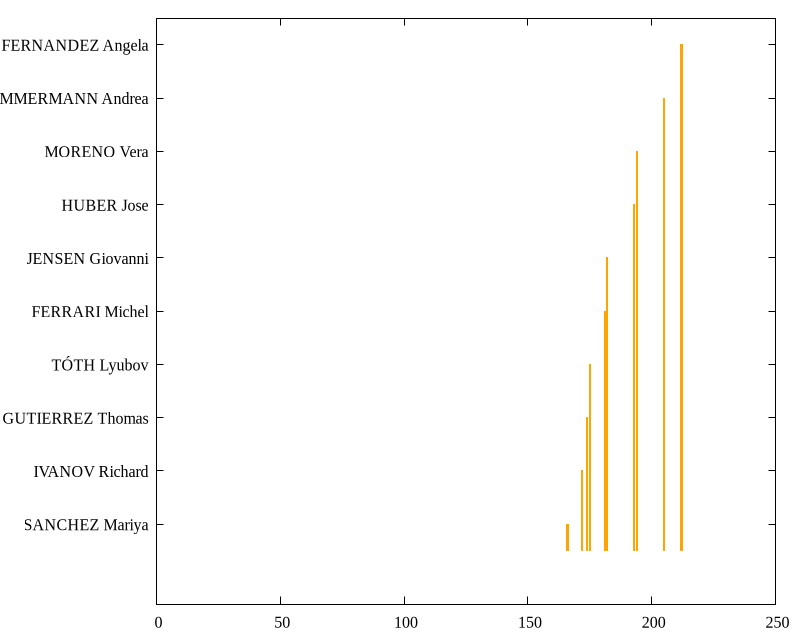 FERNANDEZ Angela
MMERMANN Andrea
MORENO Vera
HUBER Jose
JENSEN Giovanni
FERRARI Michel
TÓTH Lyubov
GUTIERREZ Thomas
IVANOV Richard
SANCHEZ Mariya
0 50 100 150 200 250